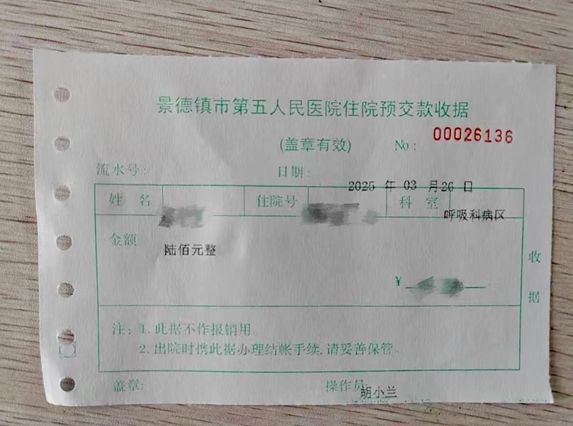 景德镇市第五人民医院住院预交款收据
(盖章有效) No: 00026136
流水号: 日期: 2025 年 03 月 26 日
姓 名 住院号 科 室 呼吸科病区
金额 陆佰元整
¥
收据
注: 1. 此据不作报销用。
2. 出院时携此据办理结帐手续, 请妥善保管。
盖章: 操作员 胡小兰